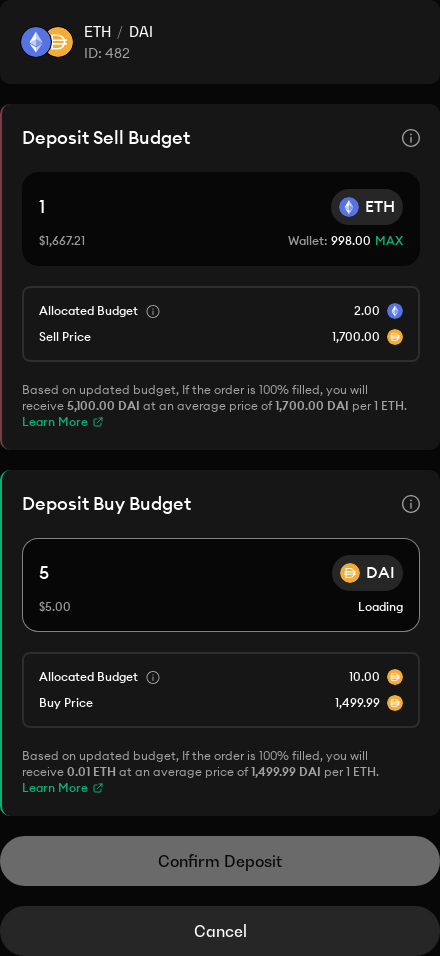 ETH / DAI
ID: 482
Deposit Sell Budget
1
ETH
$1,667.21
Wallet: 998.00 MAX
Allocated Budget
2.00
Sell Price
1,700.00
Based on updated budget, If the order is 100% filled, you will
receive 5,100.00 DAI at an average price of 1,700.00 DAI per 1 ETH.
Learn More
Deposit Buy Budget
5
DAI
$5.00
Loading
Allocated Budget
10.00
Buy Price
1,499.99
Based on updated budget, If the order is 100% filled, you will
receive 0.01 ETH at an average price of 1,499.99 DAI per 1 ETH.
Learn More
Confirm Deposit
Cancel